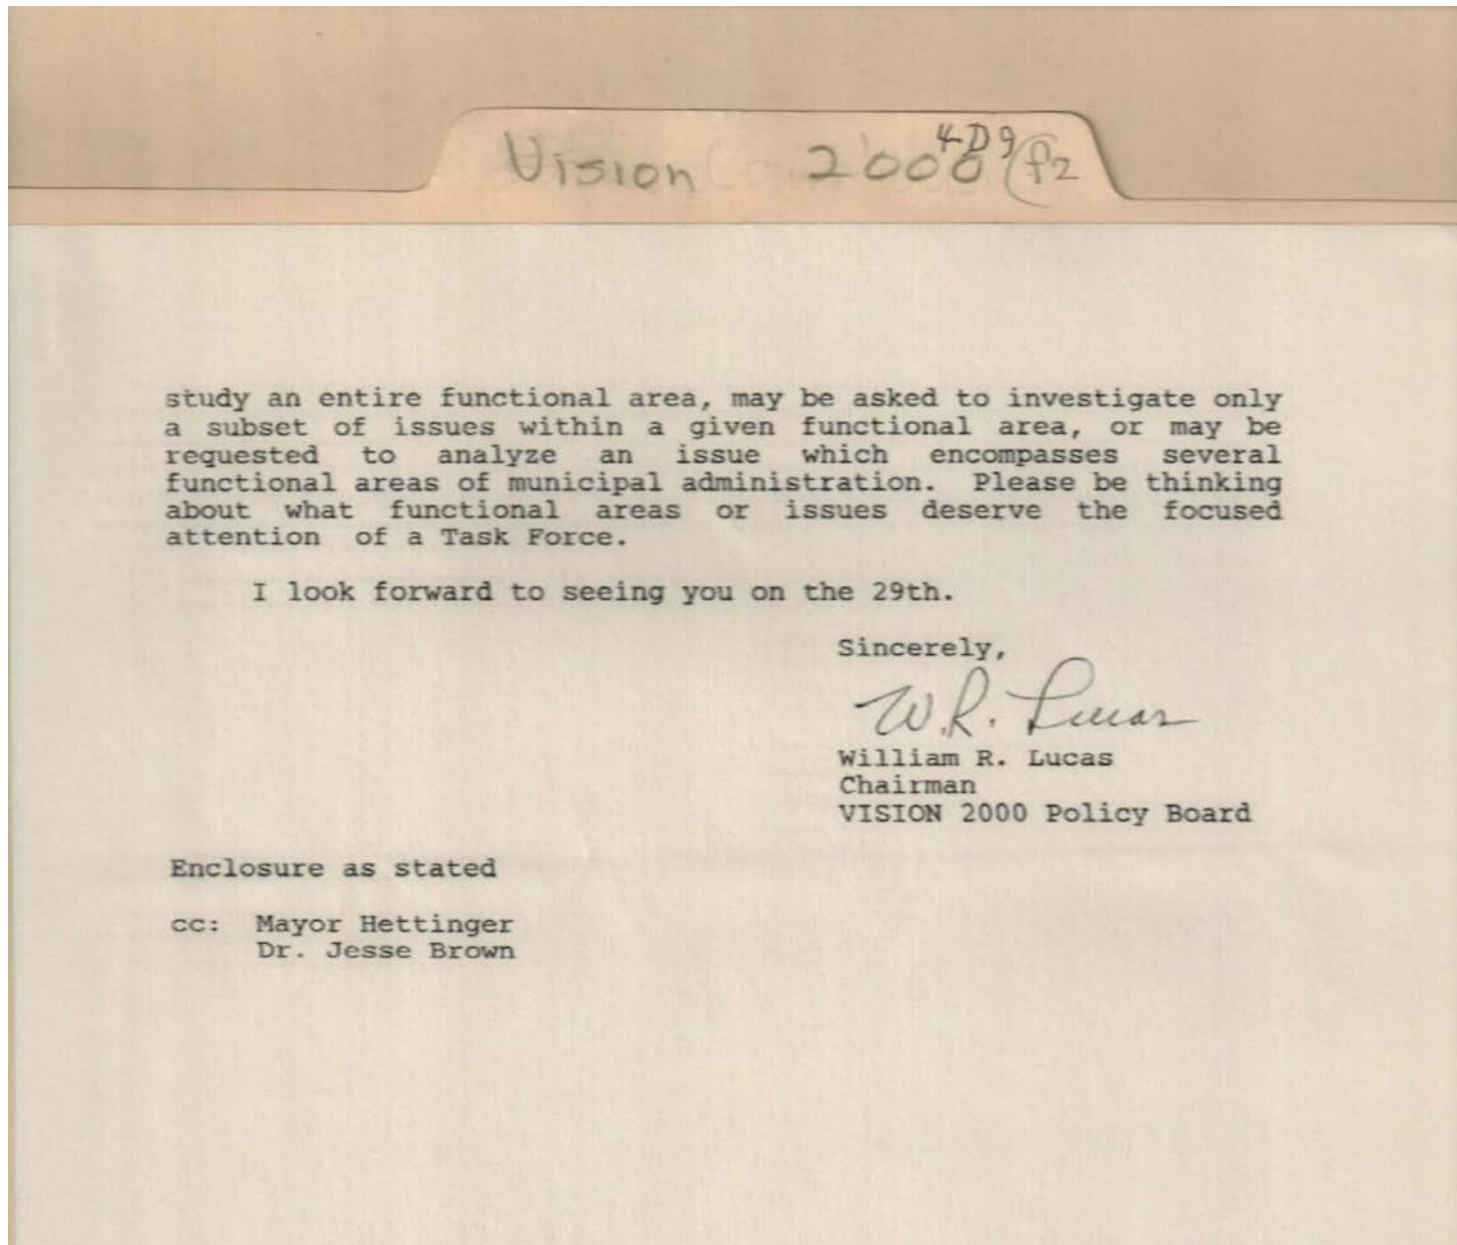 Vision 2000
4D9
f2
study an entire functional area, may be asked to investigate only
a subset of issues within a given functional area, or may be
requested to analyze an issue which encompasses several
functional areas of municipal administration. Please be thinking
about what functional areas or issues deserve the focused
attention of a Task Force.
I look forward to seeing you on the 29th.
Sincerely,
W.R. Lucas
William R. Lucas
Chairman
VISION 2000 Policy Board
Enclosure as stated
cc: Mayor Hettinger
Dr. Jesse Brown